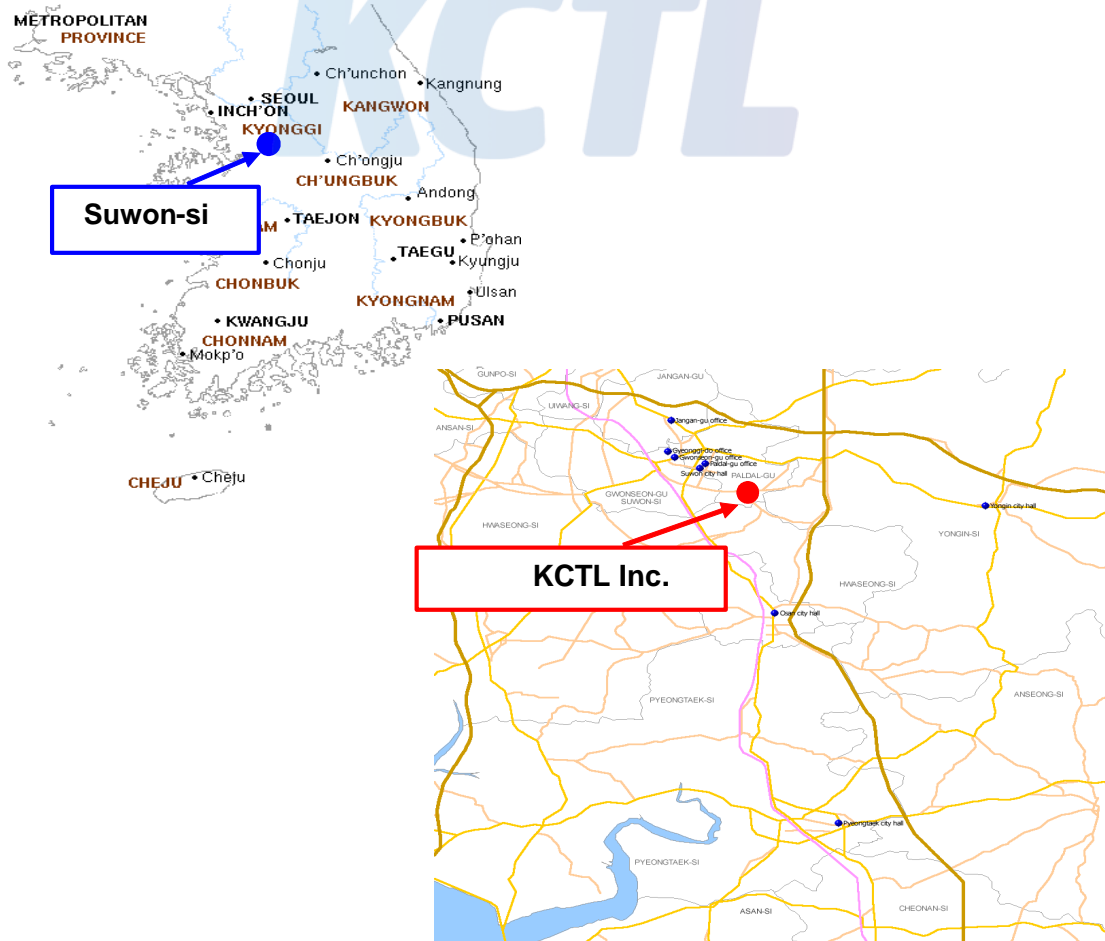 KCTL
METROPOLITAN
PROVINCE
Ch'unchon
Kangnung
SEOUL
KANGWON
INCH'ON
KYONGGI
Ch'ongju
CH'UNGBUK
Suwon-si
Andong
AM
TAEJON
KYONGBUK
P'ohan
TAEGU
Kyungju
Chonju
CHONBUK
Ulsan
KYONGNAM
KWANGJU
PUSAN
CHONNAM
Mokp'o
CHEJU
Cheju
GUNPO-SI
JANGAN-GU
UIWANG-SI
ANSAN-SI
Jangan-gu office
Gyeonggi-do office
Gwonseon-gu office
Paldal-gu office
Suwon city hall
PALDAL-GU
GWONSEON-GU
SUWON-SI
Yongin city hall
HWASEONG-SI
YONGIN-SI
KCTL Inc.
HWASEONG-SI
Osan city hall
ANSEONG-SI
PYEONGTAEK-SI
Pyeongtaek city hall
PYEONGTAEK-SI
CHEONAN-SI
ASAN-SI